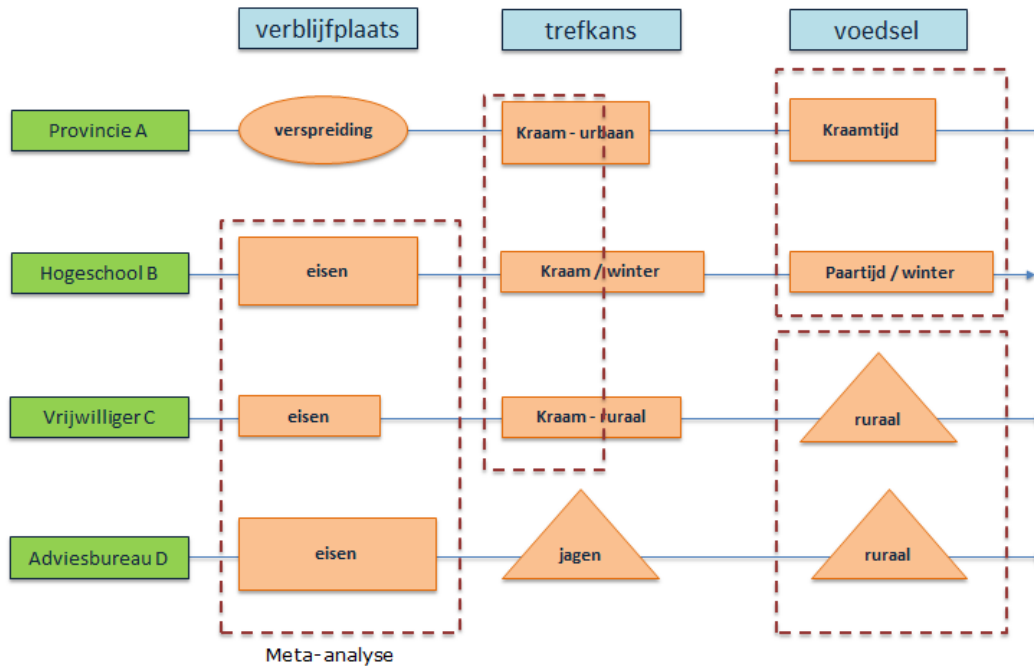 verblijfplaats
trefkans
voedsel
Provincie A
verspreiding
Kraam - urbaan
Kraamtijd
Hogeschool B
eisen
Kraam / winter
Paartijd / winter
Vrijwilliger C
eisen
Kraam - ruraal
ruraal
Adviesbureau D
eisen
jagen
ruraal
Meta-analyse